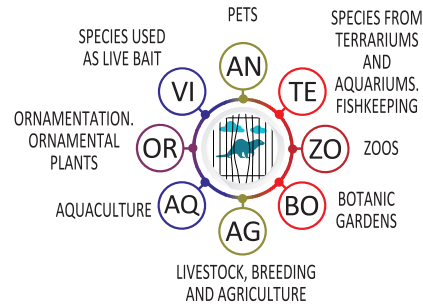 PETS
AN
SPECIES FROM
TERRARIUMS
AND
AQUARIUMS.
FISHKEEPING
TE
ZOOS
ZO
BOTANIC
GARDENS
BO
LIVESTOCK, BREEDING
AND AGRICULTURE
AG
AQUACULTURE
AQ
ORNAMENTATION.
ORNAMENTAL
PLANTS
OR
SPECIES USED
AS LIVE BAIT
VI